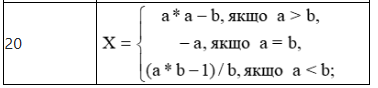 20
a * a – b, якщо a > b,
X = – a, якщо a = b,
(a * b – 1) / b, якщо a < b;